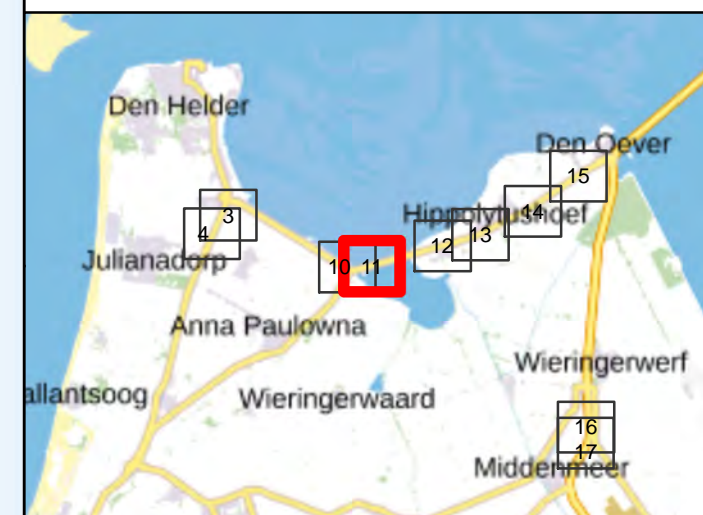 Den Helder
Den Oever
15
3
4
Hippolytushoef
14
12
13
Julianadorp
10
11
Anna Paulowna
Wieringerwerf
allantsoog
Wieringerwaard
16
17
Middenmeer